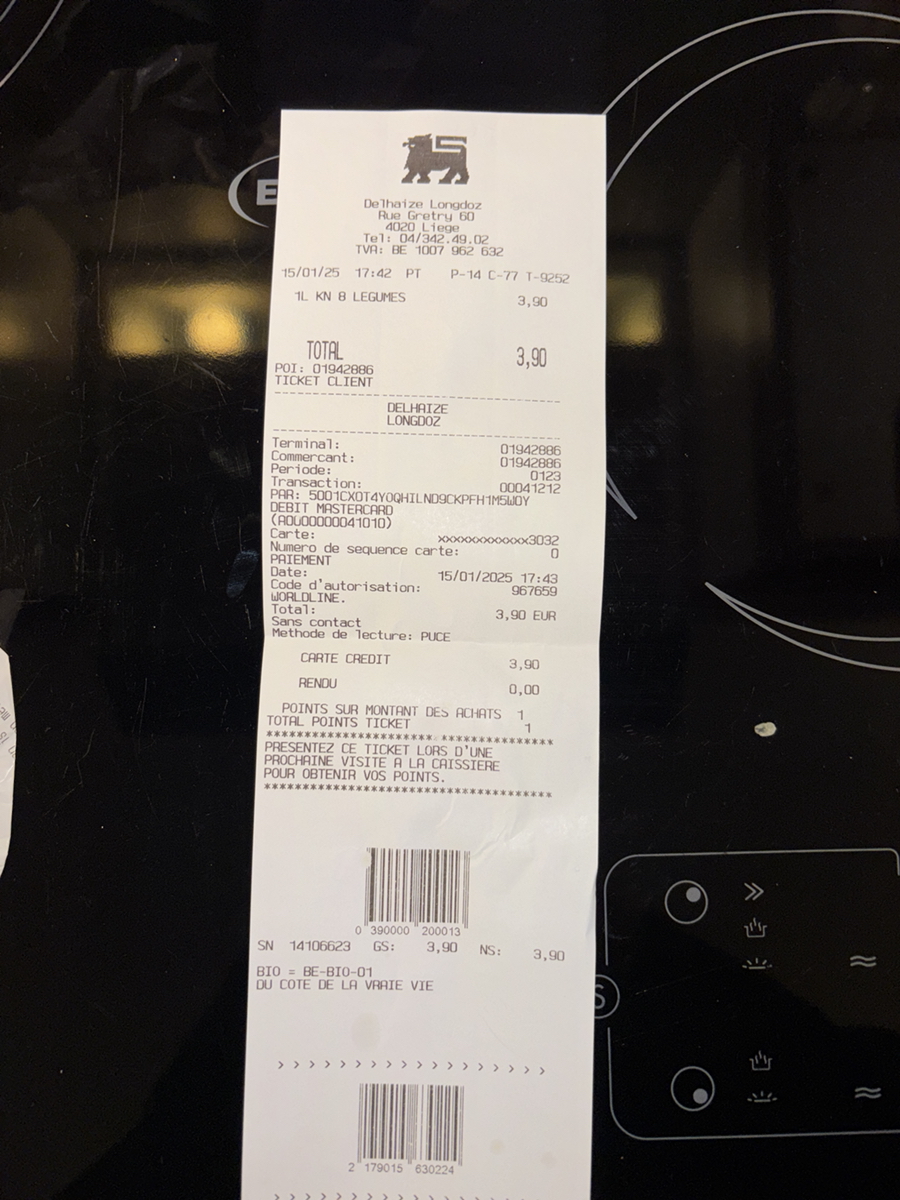 Delhaize Longdoz
Rue Gretry 60
4020 Liege
Tel: 04/342.49.02
TVA: BE 1007 962 632
15/01/25 17:42 PT P-14 C-77 T-9252
1L KN 8 LEGUMES 3,90
TOTAL 3,90
POI: 01942886
TICKET CLIENT
------------------------------------
DELHAIZE
LONGDOZ
------------------------------------
Terminal: 01942886
Commercant: 01942886
Periode: 0123
Transaction: 00041212
PAR: 5001CX0T4Y0QHILND9CKPFH1M5WDY
DEBIT MASTERCARD
(A0000000041010)
Carte: xxxxxxxxxxxx3032
Numero de sequence carte: 0
PAIEMENT
Date: 15/01/2025 17:43
Code d'autorisation: 967659
WORLDLINE.
Total: 3,90 EUR
Sans contact
Methode de lecture: PUCE
CARTE CREDIT 3,90
RENDU 0,00
POINTS SUR MONTANT DES ACHATS 1
TOTAL POINTS TICKET 1
**************************************
PRESENTEZ CE TICKET LORS D'UNE
PROCHAINE VISITE A LA CAISSIERE
POUR OBTENIR VOS POINTS.
**************************************
0 390000 200013
SN 14106623 GS: 3,90 NS: 3,90
BIO = BE-BIO-01
DU COTE DE LA VRAIE VIE
> > > > > > > > > > > > > > >
2 179015 630224
> > > > > > > > > > > > > > >
E
S